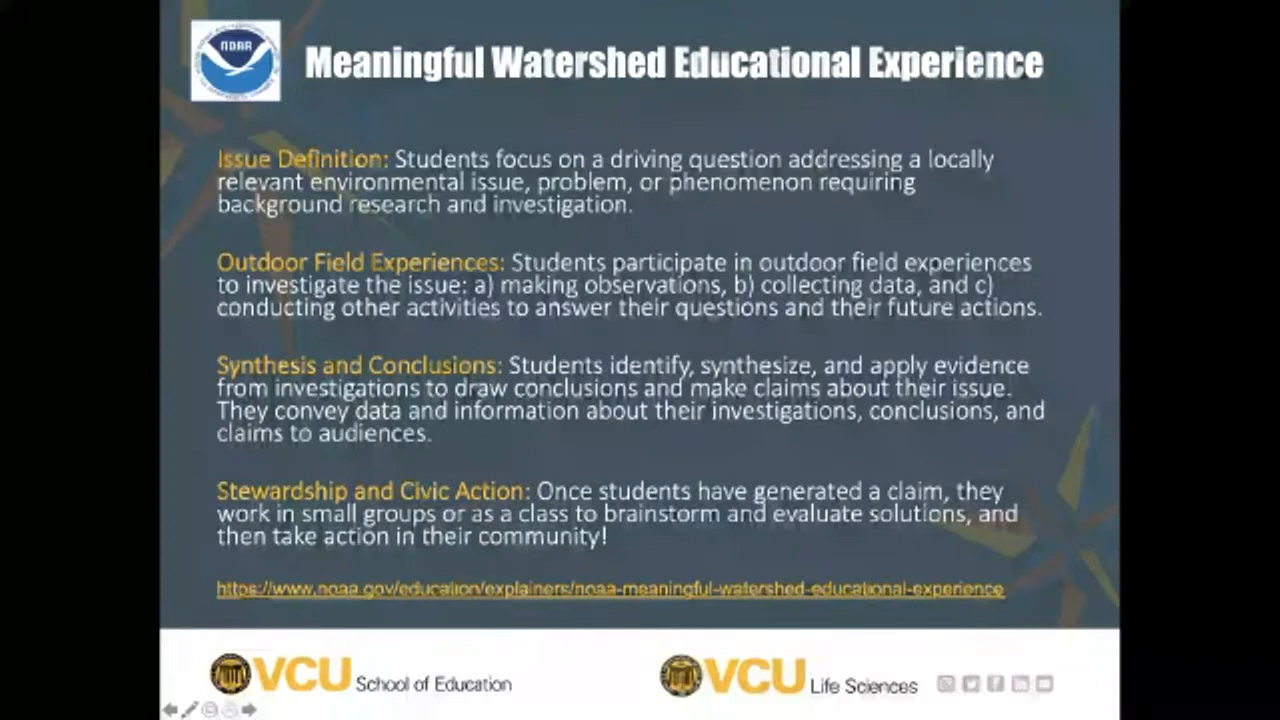 NOAA
Meaningful Watershed Educational Experience
Issue Definition: Students focus on a driving question addressing a locally
relevant environmental issue, problem, or phenomenon requiring
background research and investigation.
Outdoor Field Experiences: Students participate in outdoor field experiences
to investigate the issue: a) making observations, b) collecting data, and c)
conducting other activities to answer their questions and their future actions.
Synthesis and Conclusions: Students identify, synthesize, and apply evidence
from investigations to draw conclusions and make claims about their issue.
They convey data and information about their investigations, conclusions, and
claims to audiences.
Stewardship and Civic Action: Once students have generated a claim, they
work in small groups or as a class to brainstorm and evaluate solutions, and
then take action in their community!
https://www.noaa.gov/education/explainers/noaa-meaningful-watershed-educational-experience
VCU School of Education
VCU Life Sciences